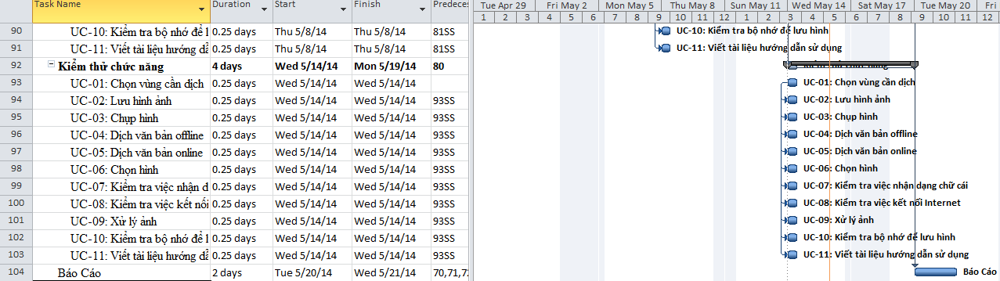 Task Name Duration Start Finish Predeces Tue Apr 29 Fri May 2 Mon May 5 Thu May 8 Sun May 11 Wed May 14 Sat May 17 Tue May 20 Fri
1 2 3 4 5 6 7 8 9 10 11 12 1 2 3 4 5 6 7 8 9 10 11 12
90 UC-10: Kiểm tra bộ nhớ để l 0.25 days Thu 5/8/14 Thu 5/8/14 81SS UC-10: Kiểm tra bộ nhớ để lưu hình
91 UC-11: Viết tài liệu hướng dẫ 0.25 days Thu 5/8/14 Thu 5/8/14 81SS UC-11: Viết tài liệu hướng dẫn sử dụng
92 Kiểm thử chức năng 4 days Wed 5/14/14 Mon 5/19/14 80
93 UC-01: Chọn vùng cần dịch 0.25 days Wed 5/14/14 Wed 5/14/14 UC-01: Chọn vùng cần dịch
94 UC-02: Lưu hình ảnh 0.25 days Wed 5/14/14 Wed 5/14/14 93SS UC-02: Lưu hình ảnh
95 UC-03: Chụp hình 0.25 days Wed 5/14/14 Wed 5/14/14 93SS UC-03: Chụp hình
96 UC-04: Dịch văn bản offline 0.25 days Wed 5/14/14 Wed 5/14/14 93SS UC-04: Dịch văn bản offline
97 UC-05: Dịch văn bản online 0.25 days Wed 5/14/14 Wed 5/14/14 93SS UC-05: Dịch văn bản online
98 UC-06: Chọn hình 0.25 days Wed 5/14/14 Wed 5/14/14 93SS UC-06: Chọn hình
99 UC-07: Kiểm tra việc nhận d 0.25 days Wed 5/14/14 Wed 5/14/14 93SS UC-07: Kiểm tra việc nhận dạng chữ cái
100 UC-08: Kiểm tra việc kết nối 0.25 days Wed 5/14/14 Wed 5/14/14 93SS UC-08: Kiểm tra việc kết nối Internet
101 UC-09: Xử lý ảnh 0.25 days Wed 5/14/14 Wed 5/14/14 93SS UC-09: Xử lý ảnh
102 UC-10: Kiểm tra bộ nhớ để l 0.25 days Wed 5/14/14 Wed 5/14/14 93SS UC-10: Kiểm tra bộ nhớ để lưu hình
103 UC-11: Viết tài liệu hướng dẫ 0.25 days Wed 5/14/14 Wed 5/14/14 93SS UC-11: Viết tài liệu hướng dẫn sử dụng
104 Báo Cáo 2 days Tue 5/20/14 Wed 5/21/14 70,71,72 Báo Cáo